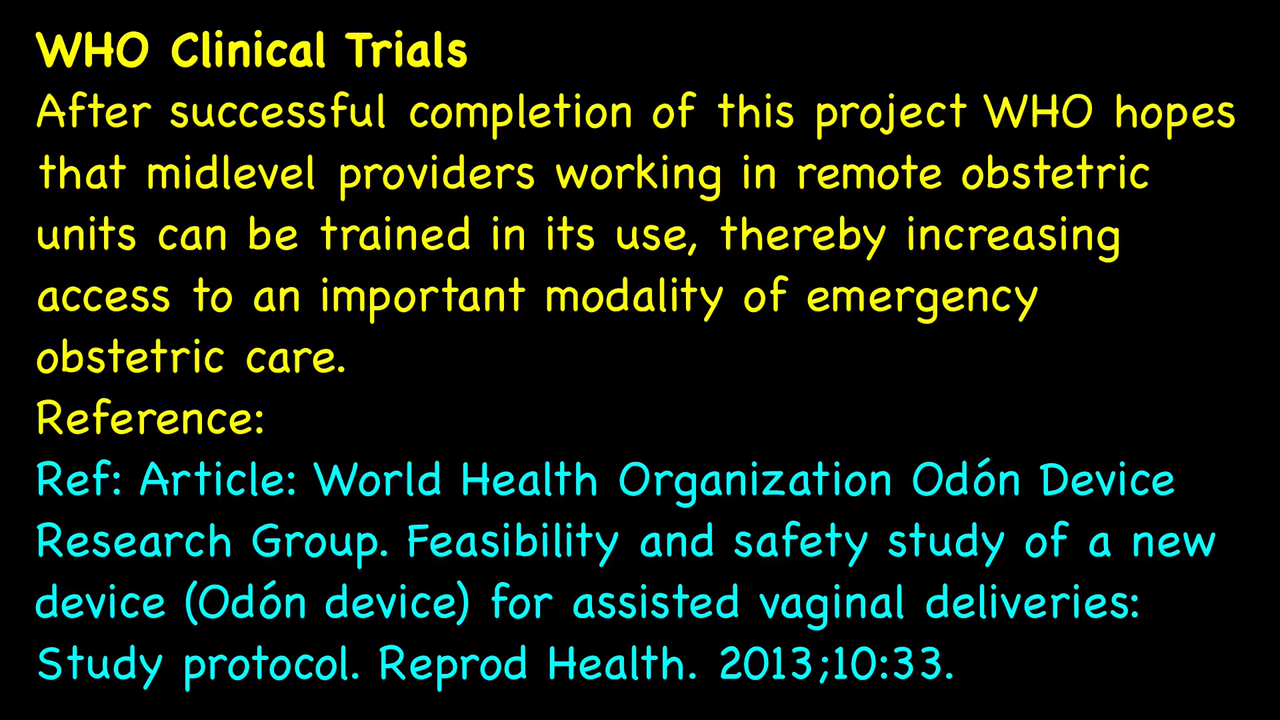 WHO Clinical Trials
After successful completion of this project WHO hopes
that midlevel providers working in remote obstetric
units can be trained in its use, thereby increasing
access to an important modality of emergency
obstetric care.
Reference:
Ref: Article: World Health Organization Odón Device
Research Group. Feasibility and safety study of a new
device (Odón device) for assisted vaginal deliveries:
Study protocol. Reprod Health. 2013;10:33.